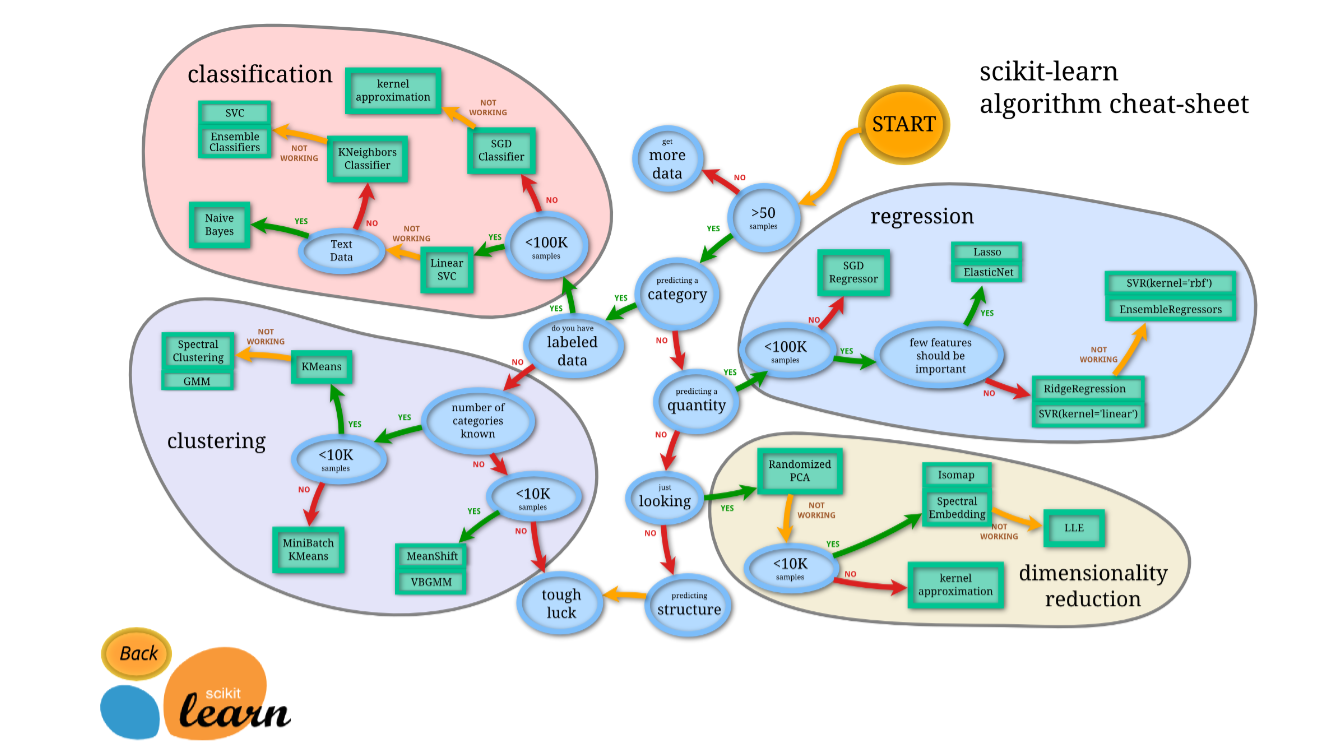 scikit-learn
algorithm cheat-sheet
START
>50
samples
NO
get
more
data
YES
predicting a
category
YES
do you have
labeled
data
YES
NO
classification
<100K
samples
NO
SGD
Classifier
NOT
WORKING
kernel
approximation
YES
Linear
SVC
NOT
WORKING
Text
Data
YES
Naive
Bayes
NO
KNeighbors
Classifier
NOT
WORKING
SVC
Ensemble
Classifiers
clustering
number of
categories
known
YES
<10K
samples
YES
KMeans
NOT
WORKING
Spectral
Clustering
GMM
NO
MiniBatch
KMeans
NO
<10K
samples
YES
MeanShift
VBGMM
NO
tough
luck
NO
predicting a
quantity
YES
regression
<100K
samples
NO
SGD
Regressor
YES
few features
should be
important
YES
Lasso
ElasticNet
NO
RidgeRegression
SVR(kernel='linear')
NOT
WORKING
SVR(kernel='rbf')
EnsembleRegressors
NO
just
looking
YES
Randomized
PCA
NOT
WORKING
<10K
samples
YES
Isomap
Spectral
Embedding
NOT
WORKING
LLE
NO
kernel
approximation
dimensionality
reduction
NO
predicting
structure
Back
scikit
learn